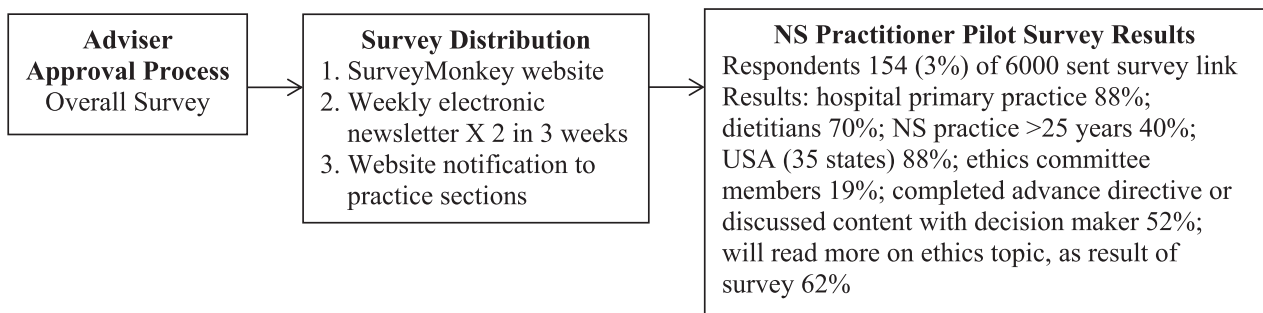 Adviser
Approval Process
Overall Survey
Survey Distribution
1. SurveyMonkey website
2. Weekly electronic
newsletter X 2 in 3 weeks
3. Website notification to
practice sections
NS Practitioner Pilot Survey Results
Respondents 154 (3%) of 6000 sent survey link
Results: hospital primary practice 88%;
dietitians 70%; NS practice >25 years 40%;
USA (35 states) 88%; ethics committee
members 19%; completed advance directive or
discussed content with decision maker 52%;
will read more on ethics topic, as result of
survey 62%